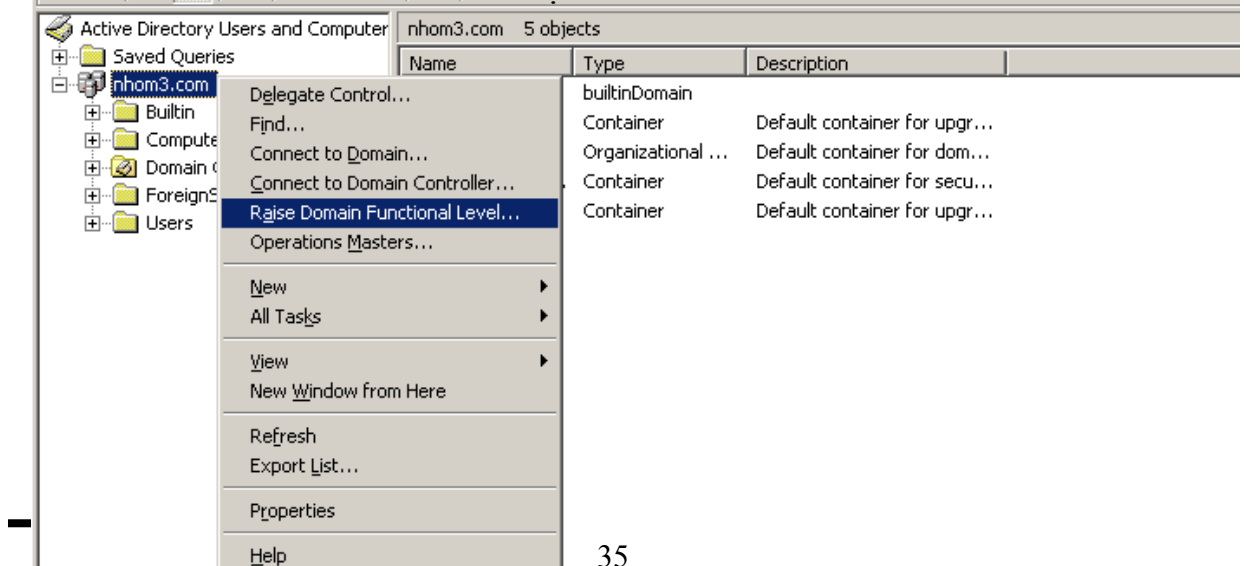 Active Directory Users and Computer
nhom3.com 5 objects
Saved Queries
nhom3.com
Builtin
Compute
Domain
ForeignS
Users
Name Type Description
builtinDomain
Container Default container for upgr...
Organizational ... Default container for dom...
Container Default container for secu...
Container Default container for upgr...
Delegate Control...
Find...
Connect to Domain...
Connect to Domain Controller...
Raise Domain Functional Level...
Operations Masters...
New
All Tasks
View
New Window from Here
Refresh
Export List...
Properties
Help
35